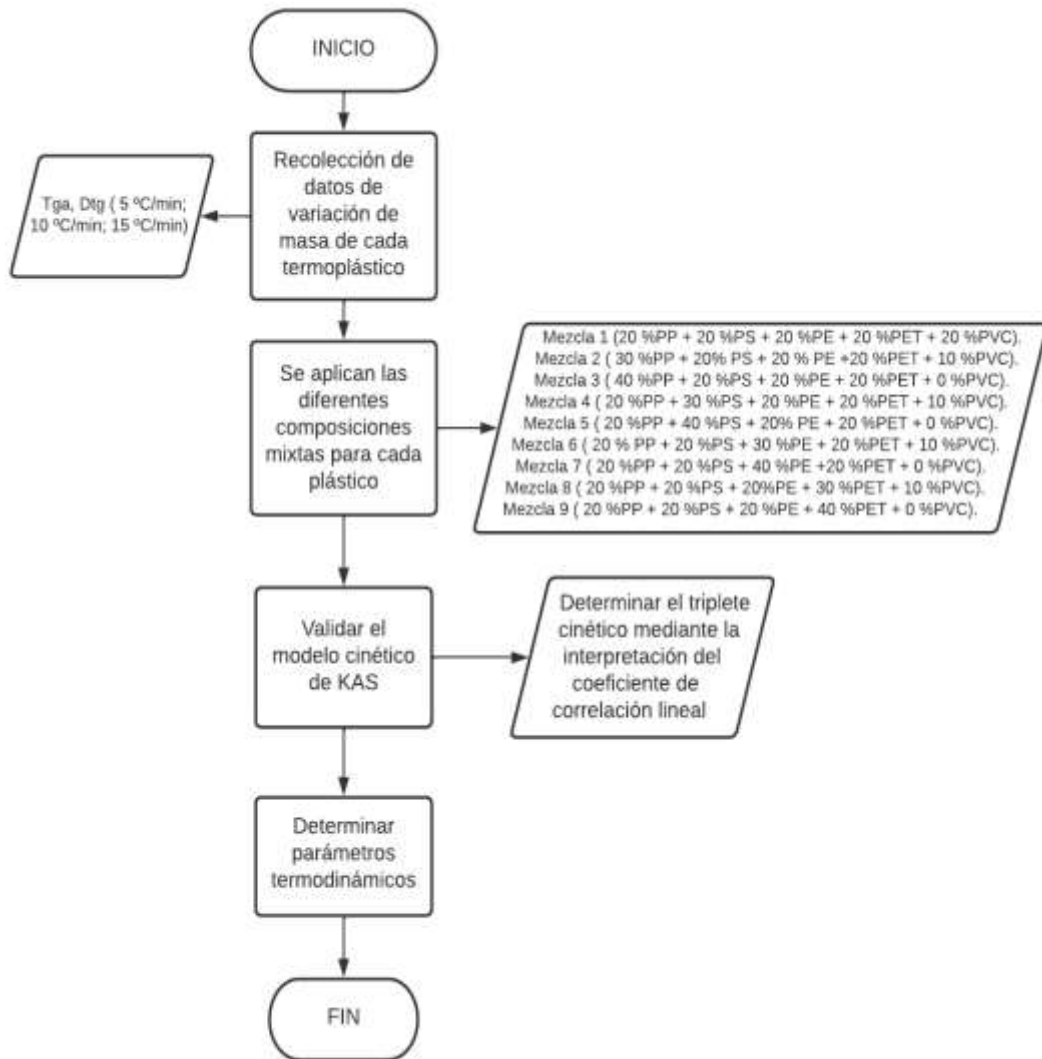 INICIO
Recolección de
datos de
variación de
masa de cada
termoplástico
Tga, Dtg ( 5 ºC/min;
10 ºC/min; 15 ºC/min)
Se aplican las
diferentes
composiciones
mixtas para cada
plástico
Mezcla 1 (20 %PP + 20 %PS + 20 %PE + 20 %PET + 20 %PVC).
Mezcla 2 ( 30 %PP + 20% PS + 20 % PE +20 %PET + 10 %PVC).
Mezcla 3 ( 40 %PP + 20 %PS + 20 %PE + 20 %PET + 0 %PVC).
Mezcla 4 ( 20 %PP + 30 %PS + 20 %PE + 20 %PET + 10 %PVC).
Mezcla 5 ( 20 %PP + 40 %PS + 20% PE + 20 %PET + 0 %PVC).
Mezcla 6 ( 20 % PP + 20 %PS + 30 %PE + 20 %PET + 10 %PVC).
Mezcla 7 ( 20 %PP + 20 %PS + 40 %PE +20 %PET + 0 %PVC).
Mezcla 8 ( 20 %PP + 20 %PS + 20%PE + 30 %PET + 10 %PVC).
Mezcla 9 ( 20 %PP + 20 %PS + 20 %PE + 40 %PET + 0 %PVC).
Validar el
modelo cinético
de KAS
Determinar el triplete
cinético mediante la
interpretación del
coeficiente de
correlación lineal
Determinar
parámetros
termodinámicos
FIN